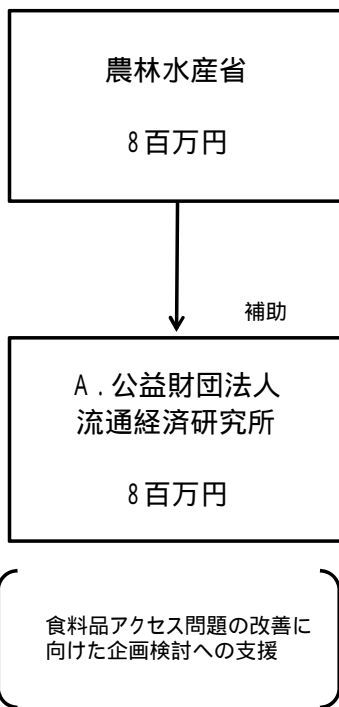 農林水産省
8百万円
補助
A．公益財団法人
流通経済研究所
8百万円
食料品アクセス問題の改善に
向けた企画検討への支援